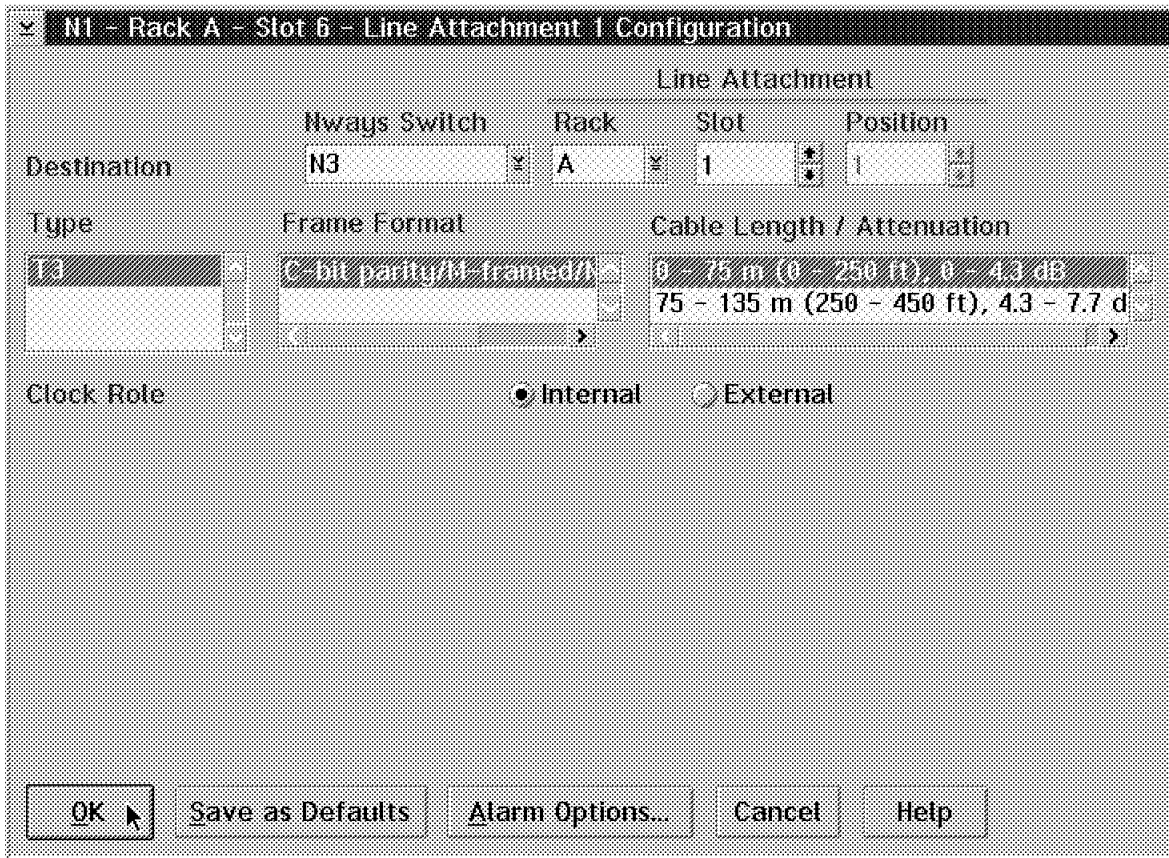 N1 - Rack A - Slot 6 - Line Attachment 1 Configuration
Line Attachment
Nways Switch Rack Slot Position
Destination N3 A 1 1
Type Frame Format Cable Length / Attenuation
T3 C-bit parity/M-framed/N 0 - 75 m (0 - 250 ft), 0 - 4.3 dB
75 - 135 m (250 - 450 ft), 4.3 - 7.7 d
Clock Role Internal External
OK Save as Defaults Alarm Options... Cancel Help